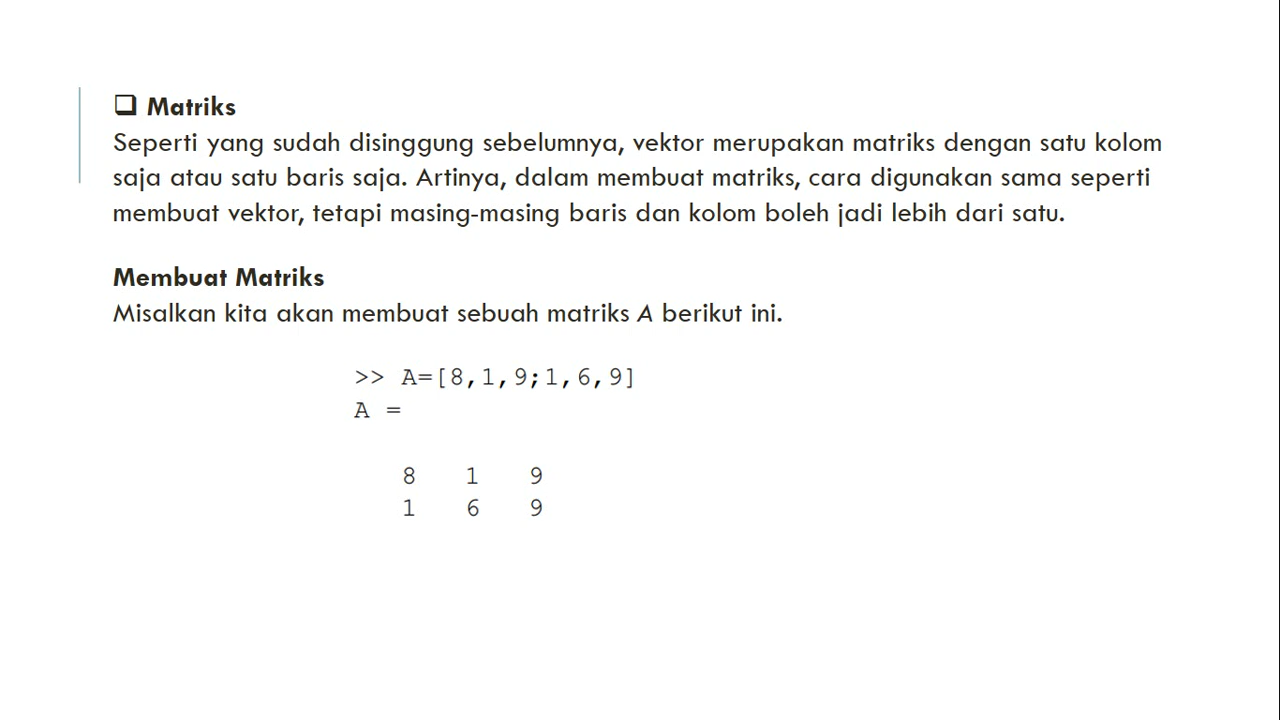 ❑ Matriks
Seperti yang sudah disinggung sebelumnya, vektor merupakan matriks dengan satu kolom
saja atau satu baris saja. Artinya, dalam membuat matriks, cara digunakan sama seperti
membuat vektor, tetapi masing-masing baris dan kolom boleh jadi lebih dari satu.
Membuat Matriks
Misalkan kita akan membuat sebuah matriks A berikut ini.
>> A=[8,1,9;1,6,9]
A =
8 1 9
1 6 9